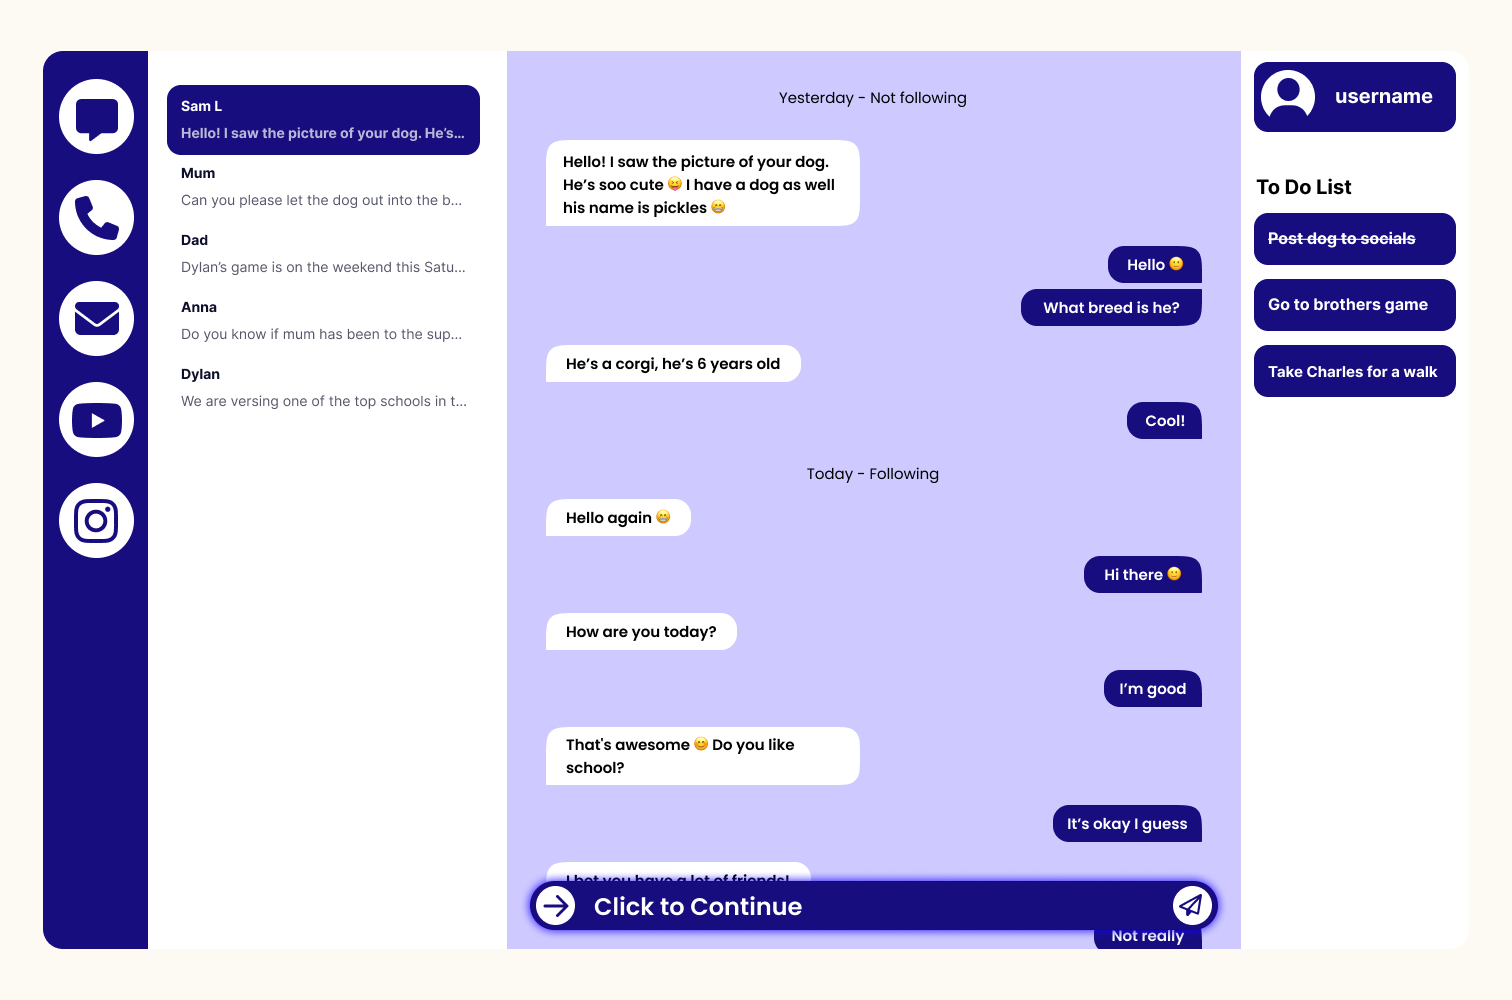 Sam L
Hello! I saw the picture of your dog. He’s...
Mum
Can you please let the dog out into the b...
Dad
Dylan’s game is on the weekend this Satu...
Anna
Do you know if mum has been to the sup...
Dylan
We are versing one of the top schools in t...
Yesterday - Not following
Hello! I saw the picture of your dog.
He’s soo cute 😝 I have a dog as well
his name is pickles 😁
Hello 🙂
What breed is he?
He’s a corgi, he’s 6 years old
Cool!
Today - Following
Hello again 😁
Hi there 🙂
How are you today?
I’m good
That's awesome 😊 Do you like
school?
It’s okay I guess
I bet you have a lot of friends!
Click to Continue
Not really
username
To Do List
Post dog to socials
Go to brothers game
Take Charles for a walk